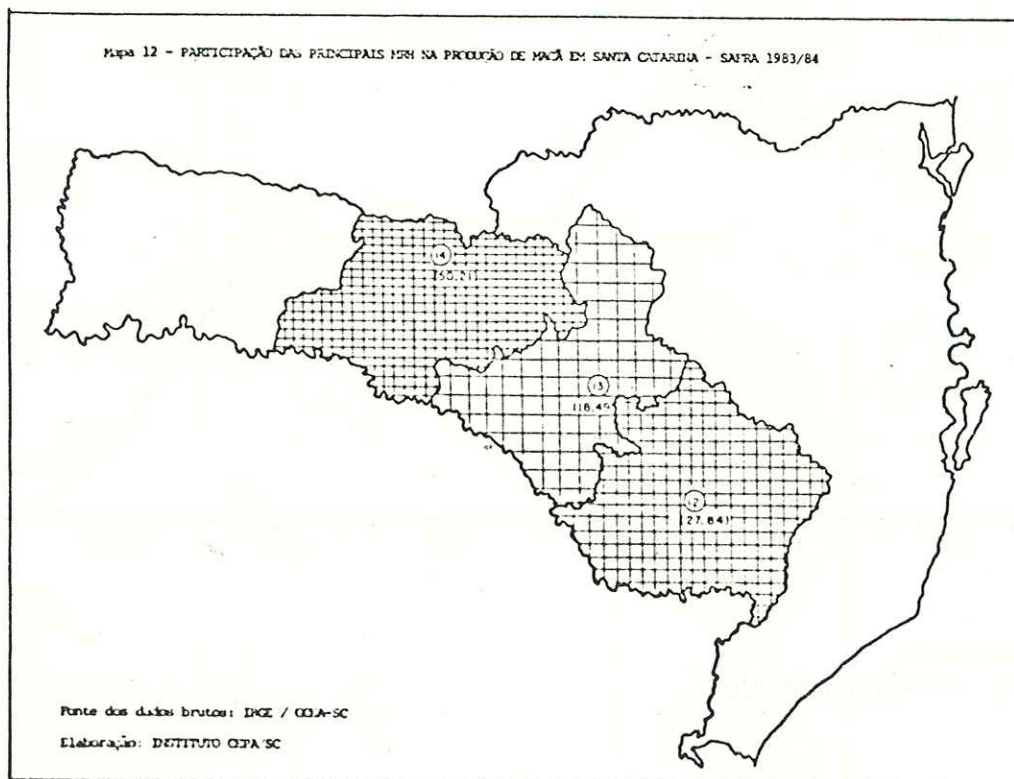 Mapa 12 - PARTICIPAÇÃO DAS PRINCIPAIS MRH NA PRODUÇÃO DE MAÇÃ EM SANTA CATARINA - SAFRA 1983/84
14
(50,21)
13
(18,49)
12
(27,84)
Fonte dos dados brutos: IBGE / GCEA-SC
Elaboração: INSTITUTO CEPA/SC